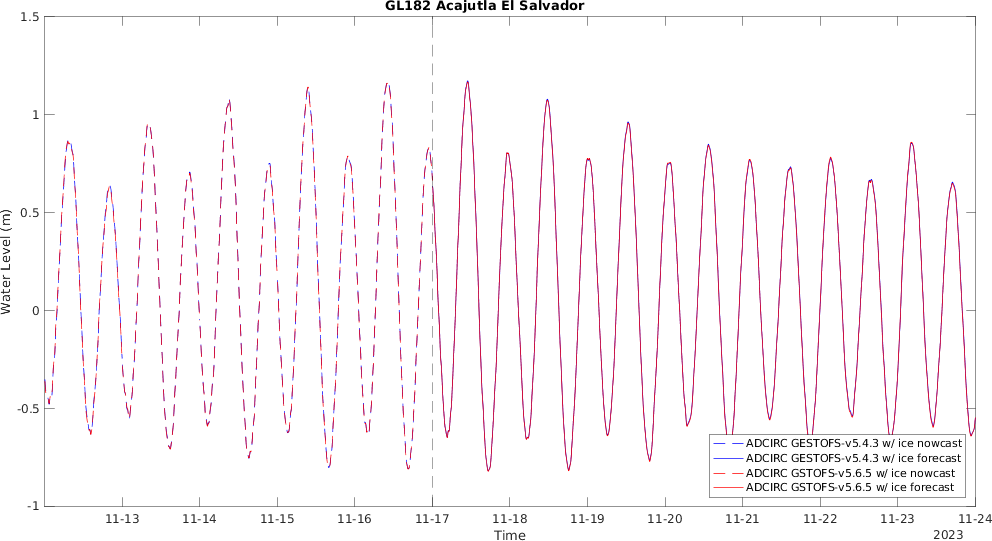 GL182 Acajutla El Salvador
1.5
1
0.5
0
-0.5
-1
Water Level (m)
11-13
11-14
11-15
11-16
11-17
11-18
11-19
11-20
11-21
11-22
11-23
11-24
Time
2023
ADCIRC GESTOFS-v5.4.3 w/ ice nowcast
ADCIRC GESTOFS-v5.4.3 w/ ice forecast
ADCIRC GSTOFS-v5.6.5 w/ ice nowcast
ADCIRC GSTOFS-v5.6.5 w/ ice forecast